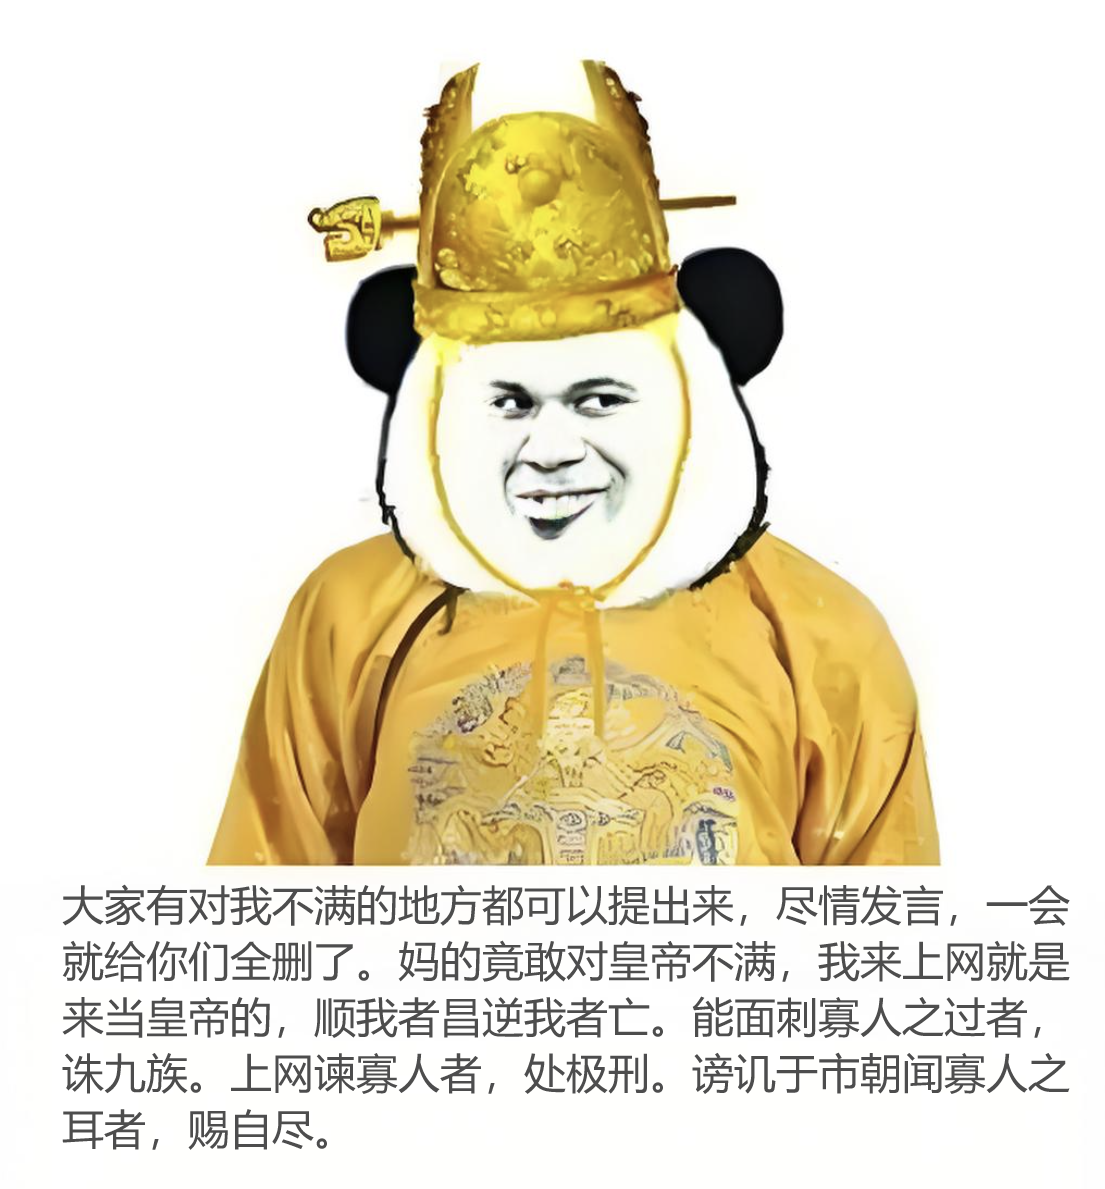 大家有对我不满的地方都可以提出来，尽情发言，一会
就给你们全删了。妈的竟敢对皇帝不满，我来上网就是
来当皇帝的，顺我者昌逆我者亡。能面刺寡人之过者，
诛九族。上网谏寡人者，处极刑。谤讥于市朝闻寡人之
耳者，赐自尽。